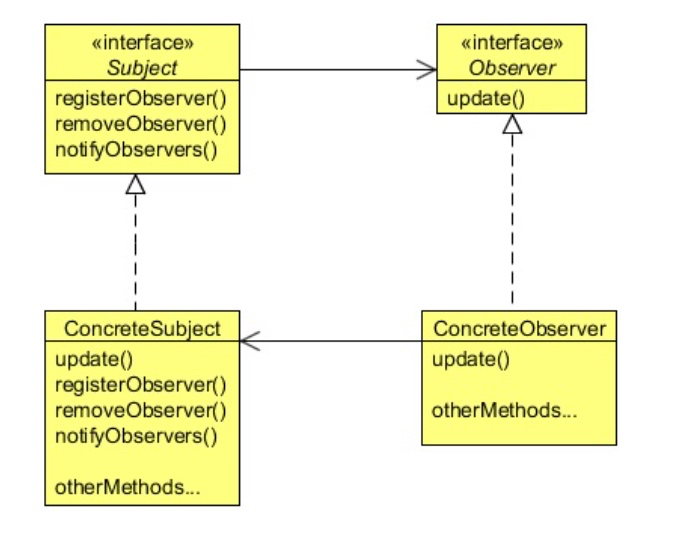 «interface»
Subject
registerObserver()
removeObserver()
notifyObservers()
«interface»
Observer
update()
ConcreteSubject
update()
registerObserver()
removeObserver()
notifyObservers()
otherMethods...
ConcreteObserver
update()
otherMethods...